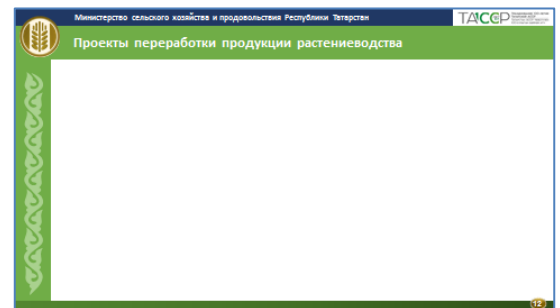 Министерство сельского хозяйства и продовольствия Республики Татарстан
ТАССР
Проекты переработки продукции растениеводства
12